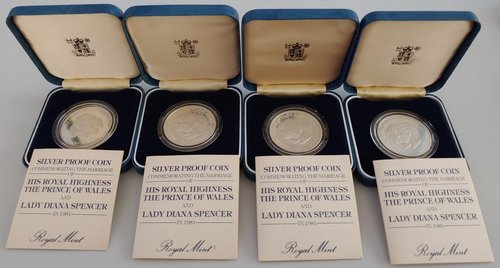 SILVER PROOF COIN
COMMEMORATING THE MARRIAGE
OF
HIS ROYAL HIGHNESS
THE PRINCE OF WALES
AND
LADY DIANA SPENCER
IN 1981
Royal Mint
SILVER PROOF COIN
COMMEMORATING THE MARRIAGE
OF
HIS ROYAL HIGHNESS
THE PRINCE OF WALES
AND
LADY DIANA SPENCER
IN 1981
Royal Mint
SILVER PROOF COIN
COMMEMORATING THE MARRIAGE
OF
HIS ROYAL HIGHNESS
THE PRINCE OF WALES
AND
LADY DIANA SPENCER
IN 1981
Royal Mint
SILVER PROOF COIN
COMMEMORATING THE MARRIAGE
OF
HIS ROYAL HIGHNESS
THE PRINCE OF WALES
AND
LADY DIANA SPENCER
IN 1981
Royal Mint